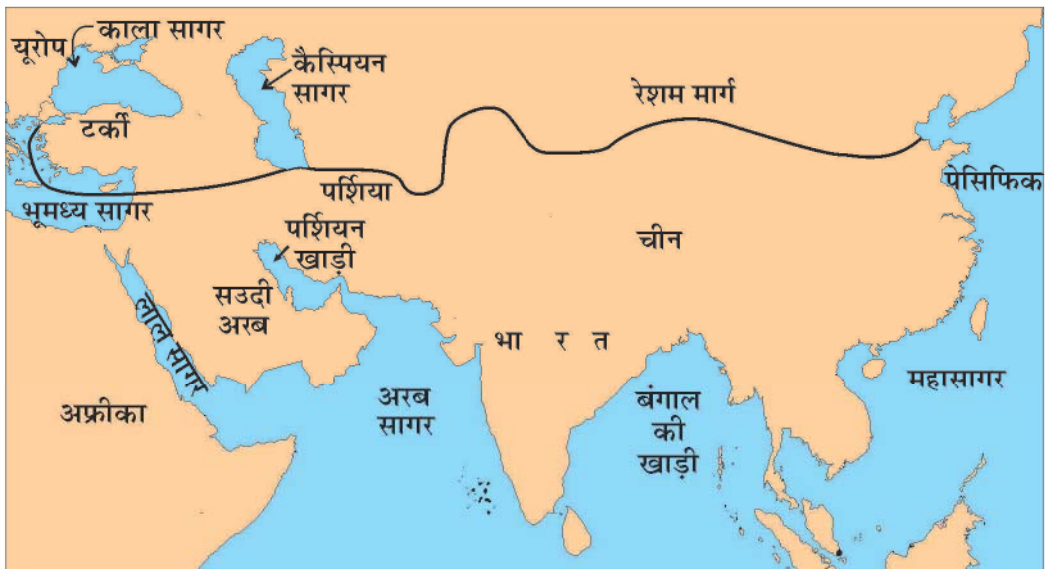 काला सागर
यूरोप
कैस्पियन
सागर
रेशम मार्ग
टर्की
पर्शिया
पेसिफिक
भूमध्य सागर
पर्शियन
खाड़ी
चीन
सउदी
अरब
लाल सागर
भा र त
महासागर
अफ्रीका
अरब
सागर
बंगाल
की
खाड़ी